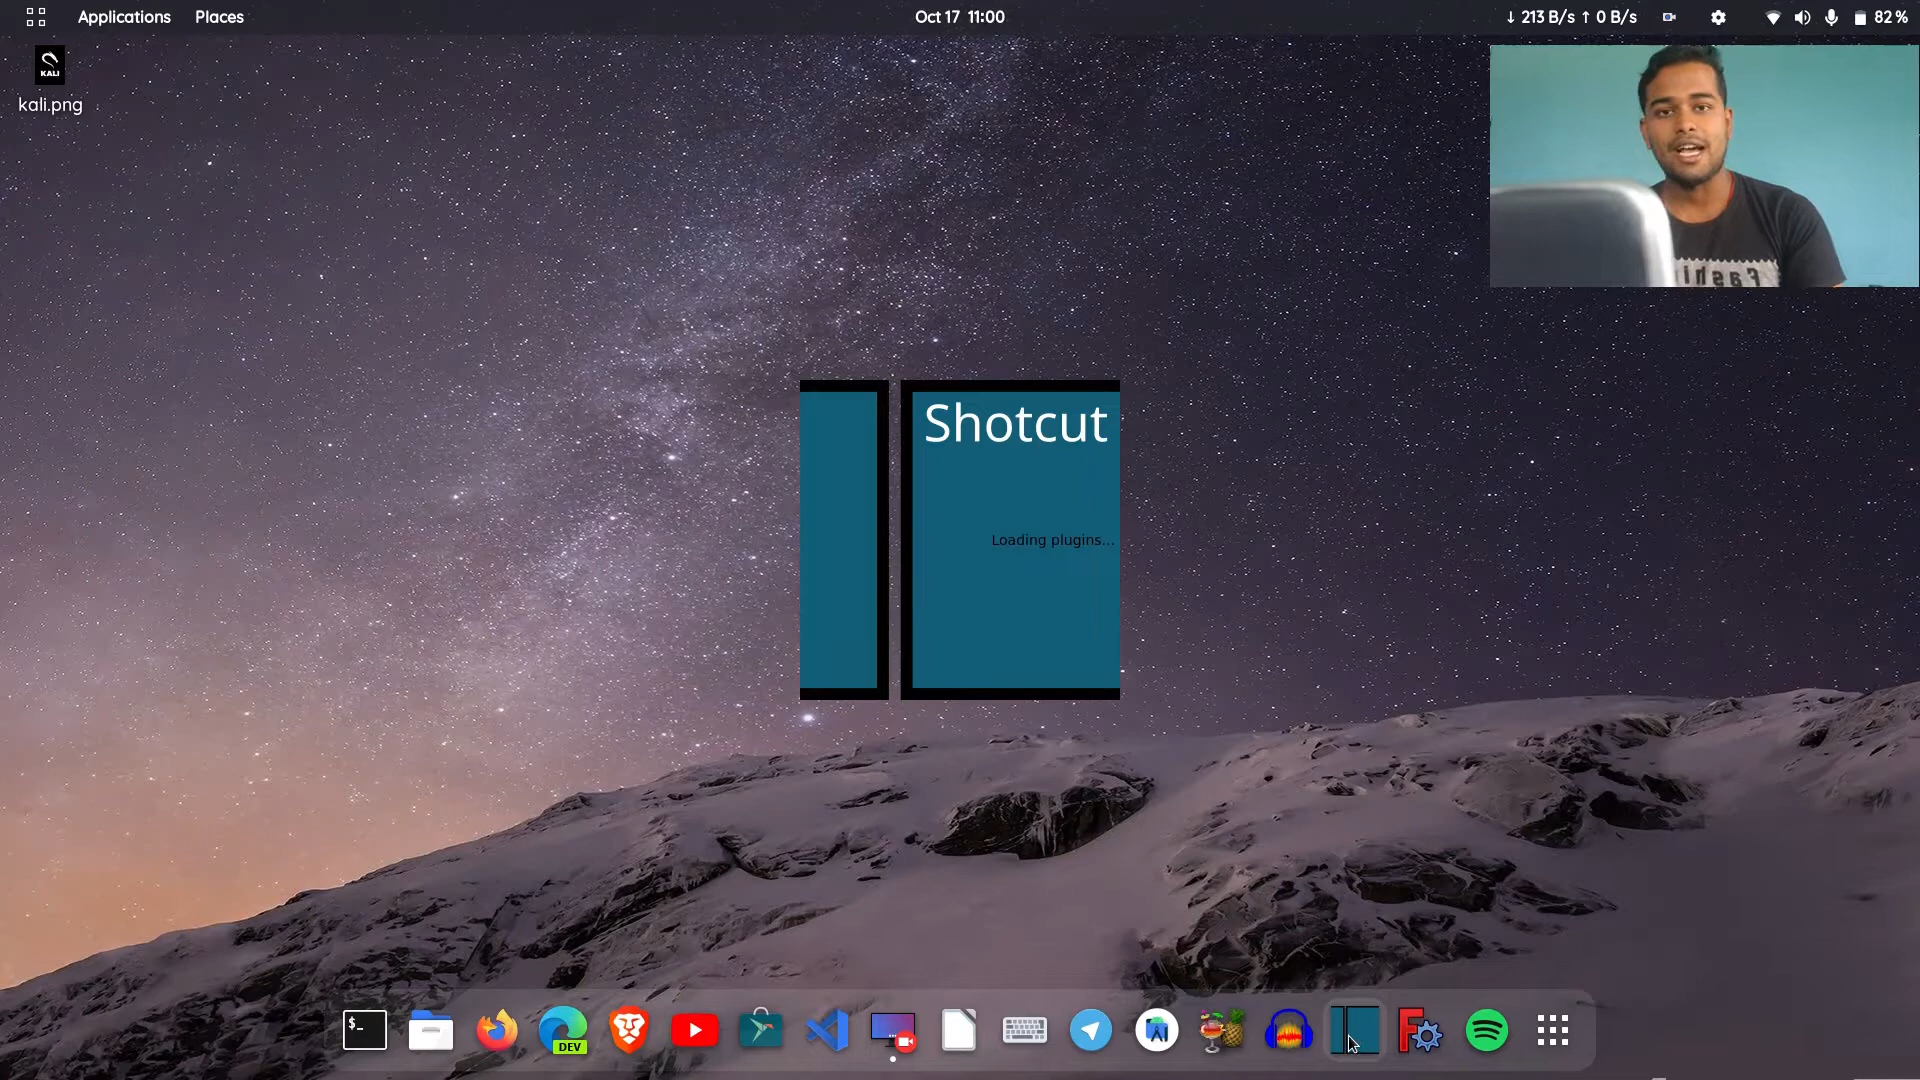 Applications Places Oct 17 11:00 ↓ 213 B/s ↑ 0 B/s 82 %
KALI
kali.png
Shotcut
Loading plugins...
$_
DEV